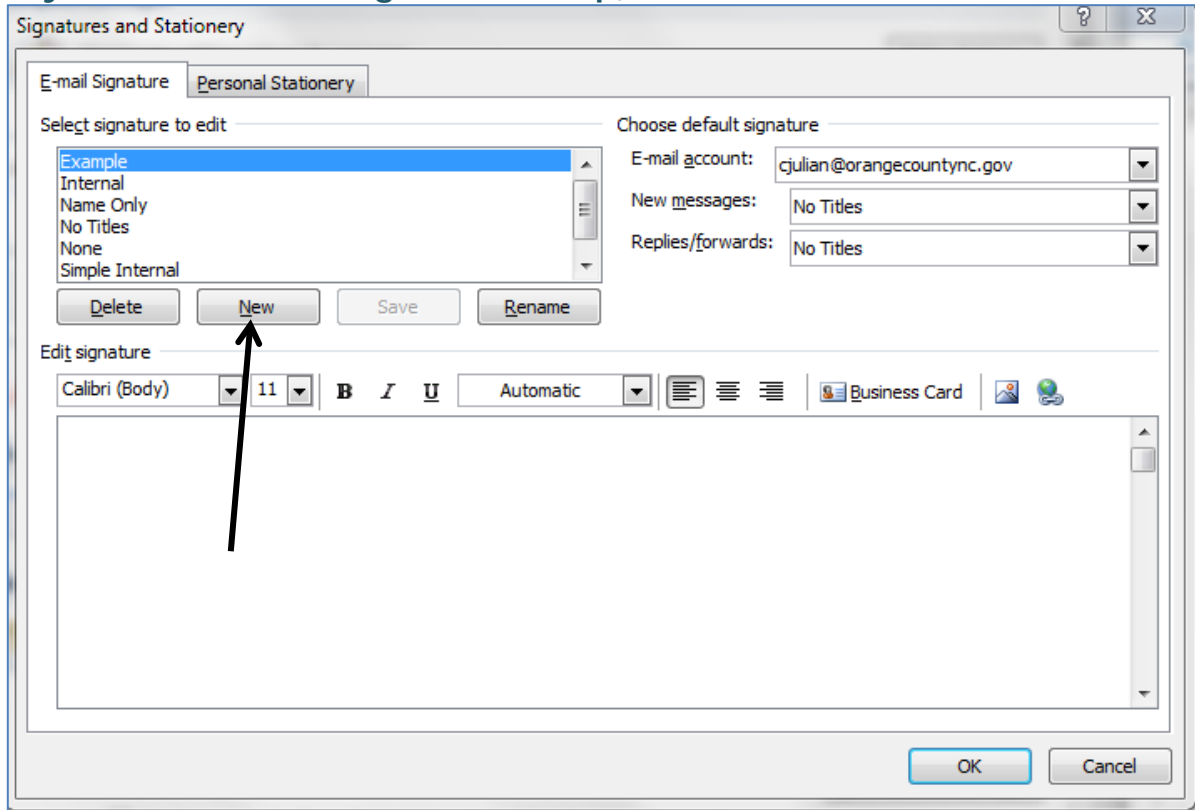 Signatures and Stationery
E-mail Signature
Personal Stationery
Select signature to edit
Example
Internal
Name Only
No Titles
None
Simple Internal
Delete
New
Save
Rename
Choose default signature
E-mail account:
cjulian@orangecountync.gov
New messages:
No Titles
Replies/forwards:
No Titles
Edit signature
Calibri (Body)
11
B
I
U
Automatic
Business Card
OK
Cancel